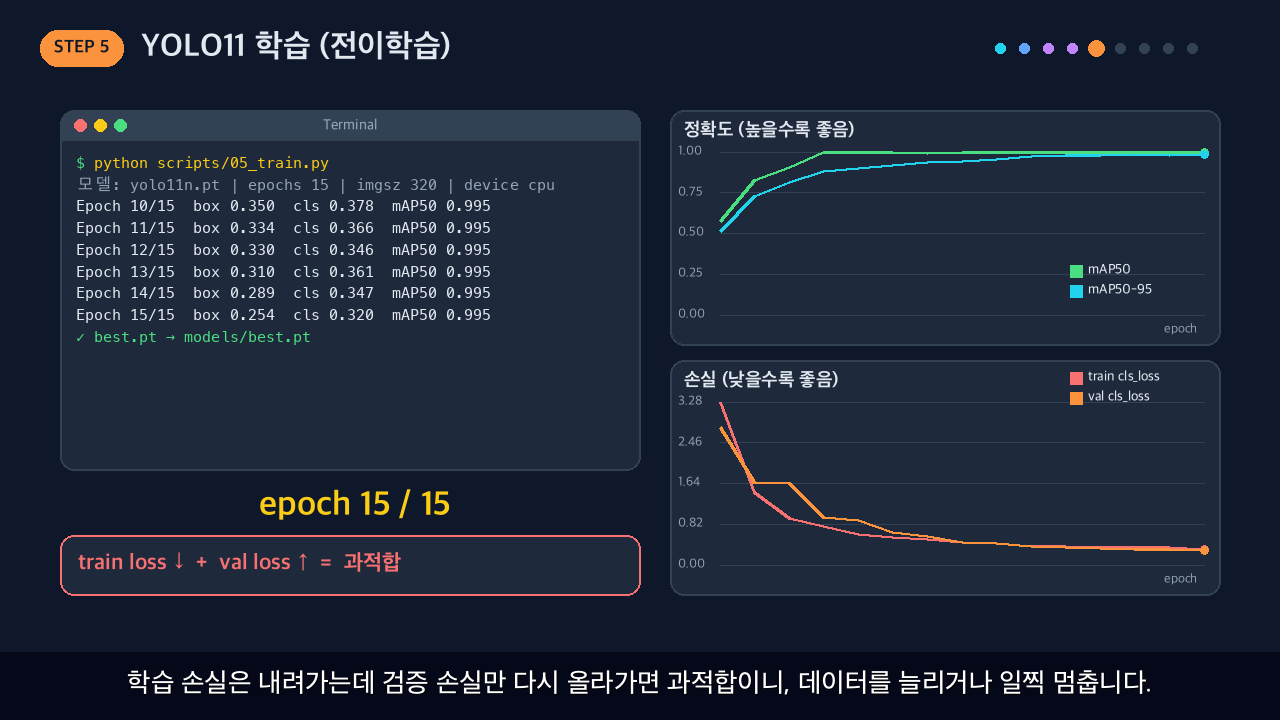 STEP 5
YOLO11 학습 (전이학습)
Terminal
$ python scripts/05_train.py
모델: yolo11n.pt | epochs 15 | imgsz 320 | device cpu
Epoch 10/15  box 0.350  cls 0.378  mAP50 0.995
Epoch 11/15  box 0.334  cls 0.366  mAP50 0.995
Epoch 12/15  box 0.330  cls 0.346  mAP50 0.995
Epoch 13/15  box 0.310  cls 0.361  mAP50 0.995
Epoch 14/15  box 0.289  cls 0.347  mAP50 0.995
Epoch 15/15  box 0.254  cls 0.320  mAP50 0.995
✓ best.pt → models/best.pt
epoch 15 / 15
train loss ↓ + val loss ↑ = 과적합
정확도 (높을수록 좋음)
1.00
0.75
0.50
0.25
0.00
mAP50
mAP50-95
epoch
손실 (낮을수록 좋음)
train cls_loss
val cls_loss
3.28
2.46
1.64
0.82
0.00
epoch
학습 손실은 내려가는데 검증 손실만 다시 올라가면 과적합이니, 데이터를 늘리거나 일찍 멈춥니다.